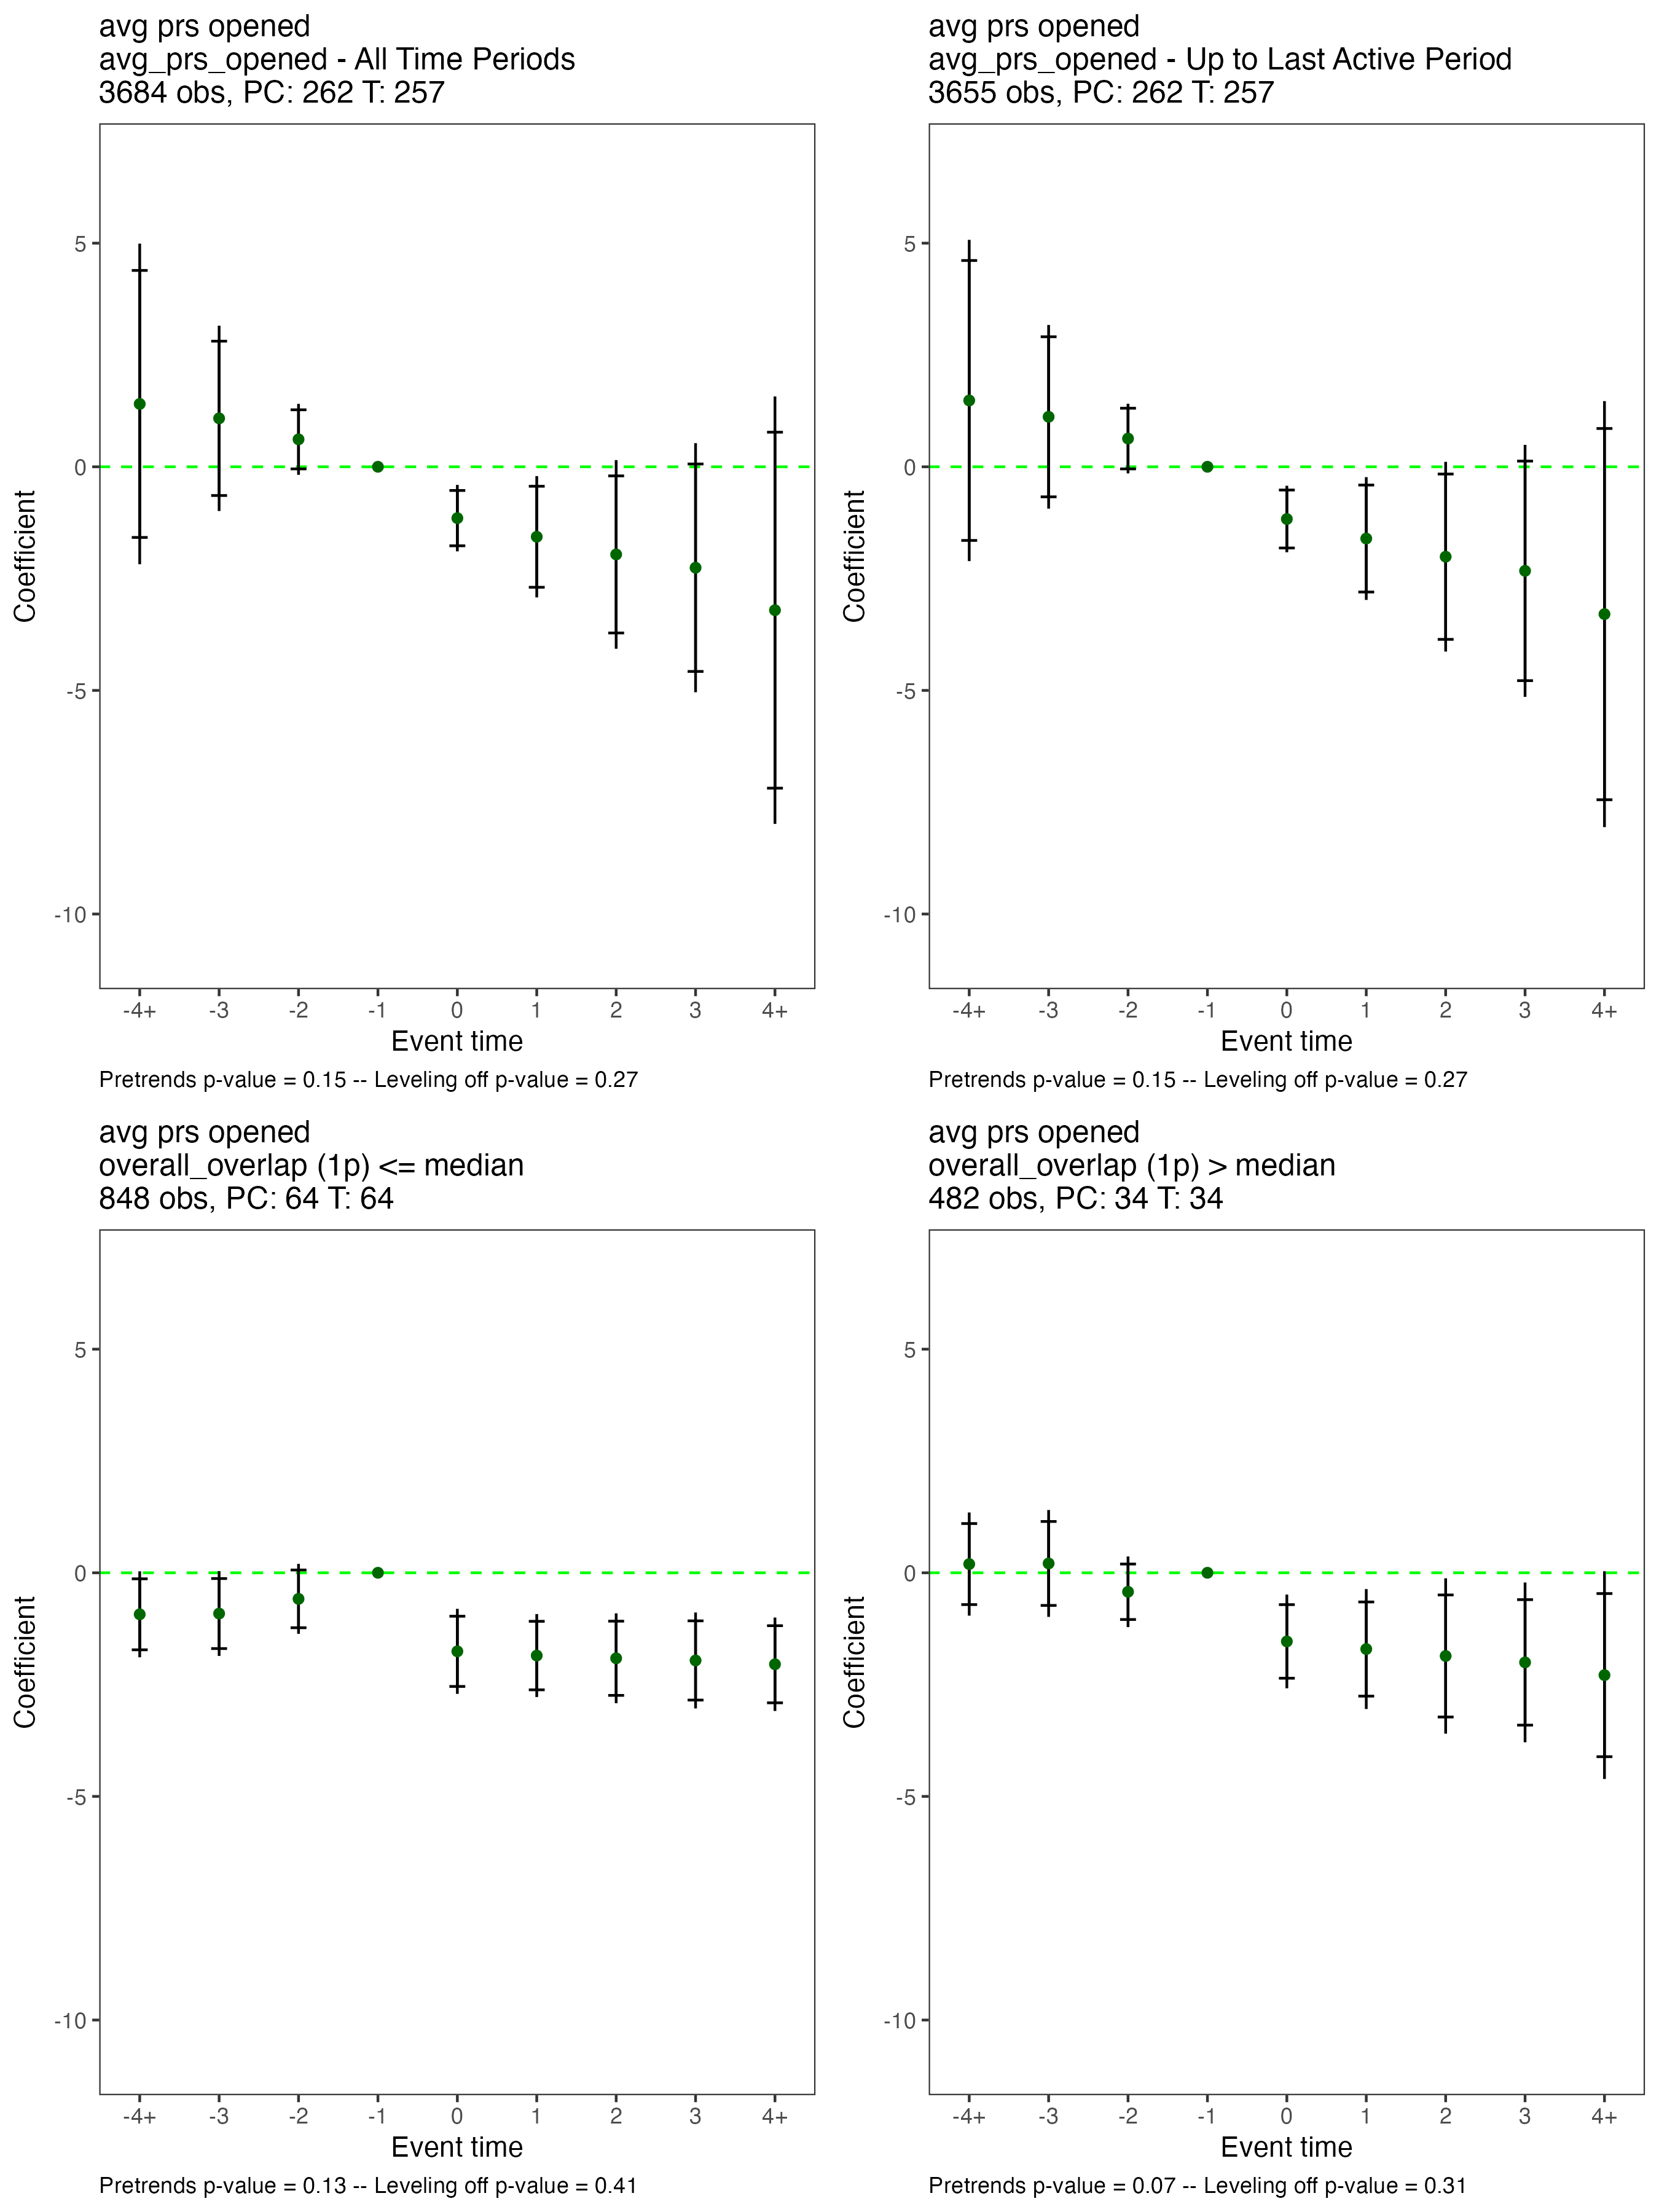 avg prs opened
avg_prs_opened - All Time Periods
3684 obs, PC: 262 T: 257
Coefficient
5
0
-5
-10
-4+ -3 -2 -1 0 1 2 3 4+
Event time
Pretrends p-value = 0.15 -- Leveling off p-value = 0.27
avg prs opened
avg_prs_opened - Up to Last Active Period
3655 obs, PC: 262 T: 257
Coefficient
5
0
-5
-10
-4+ -3 -2 -1 0 1 2 3 4+
Event time
Pretrends p-value = 0.15 -- Leveling off p-value = 0.27
avg prs opened
overall_overlap (1p) <= median
848 obs, PC: 64 T: 64
Coefficient
5
0
-5
-10
-4+ -3 -2 -1 0 1 2 3 4+
Event time
Pretrends p-value = 0.13 -- Leveling off p-value = 0.41
avg prs opened
overall_overlap (1p) > median
482 obs, PC: 34 T: 34
Coefficient
5
0
-5
-10
-4+ -3 -2 -1 0 1 2 3 4+
Event time
Pretrends p-value = 0.07 -- Leveling off p-value = 0.31